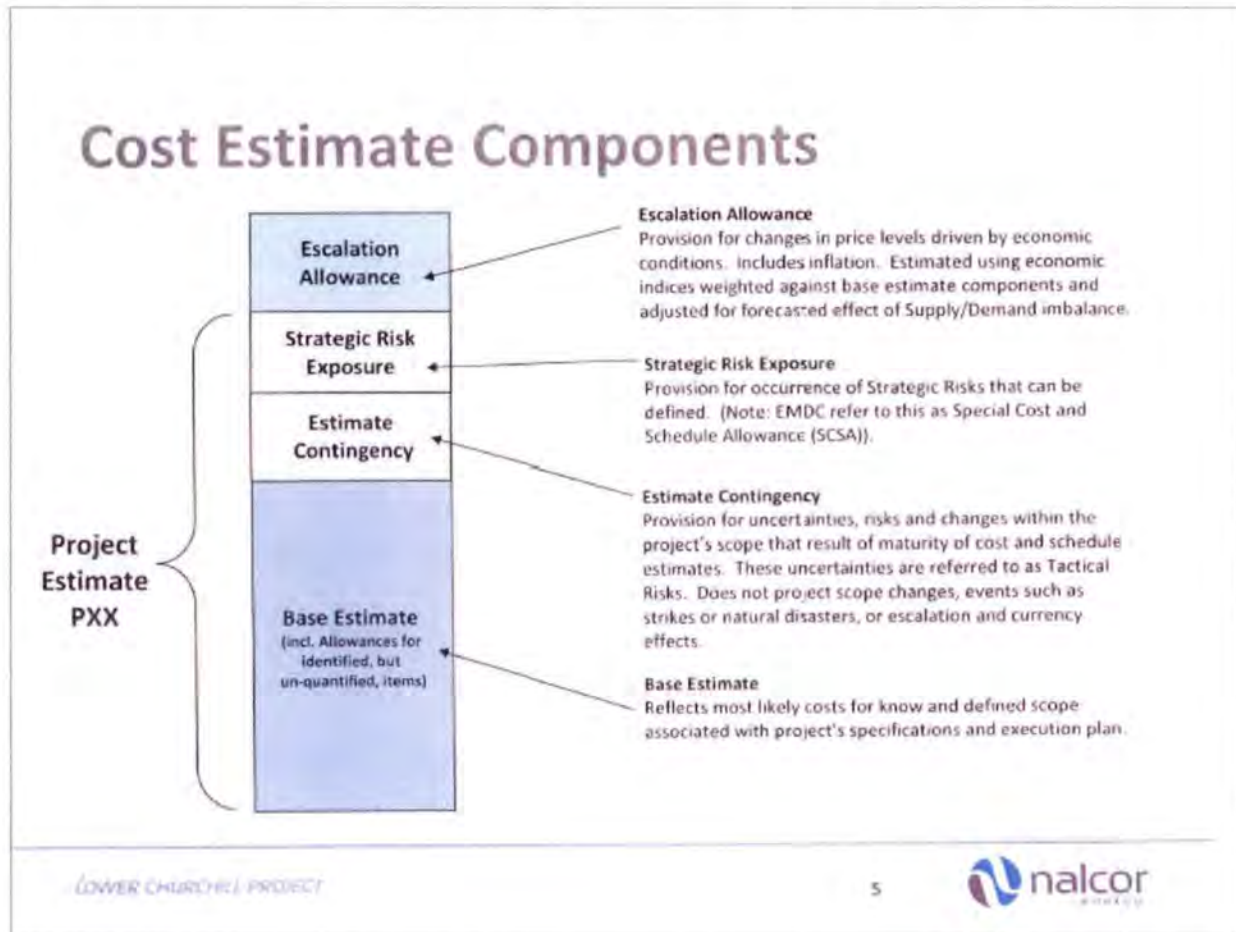 Cost Estimate Components
Escalation
Allowance
Strategic Risk
Exposure
Estimate
Contingency
Base Estimate
(incl. Allowances for
identified, but
un-quantified, items)
Project
Estimate
PXX
Escalation Allowance
Provision for changes in price levels driven by economic
conditions. Includes inflation. Estimated using economic
indices weighted against base estimate components and
adjusted for forecasted effect of Supply/Demand imbalance.
Strategic Risk Exposure
Provision for occurrence of Strategic Risks that can be
defined. (Note: EMDC refer to this as Special Cost and
Schedule Allowance (SCSA)).
Estimate Contingency
Provision for uncertainties, risks and changes within the
project's scope that result of maturity of cost and schedule
estimates. These uncertainties are referred to as Tactical
Risks. Does not project scope changes, events such as
strikes or natural disasters, or escalation and currency
effects.
Base Estimate
Reflects most likely costs for know and defined scope
associated with project's specifications and execution plan.
LOWER CHURCHILL PROJECT
5
nalcor
energy